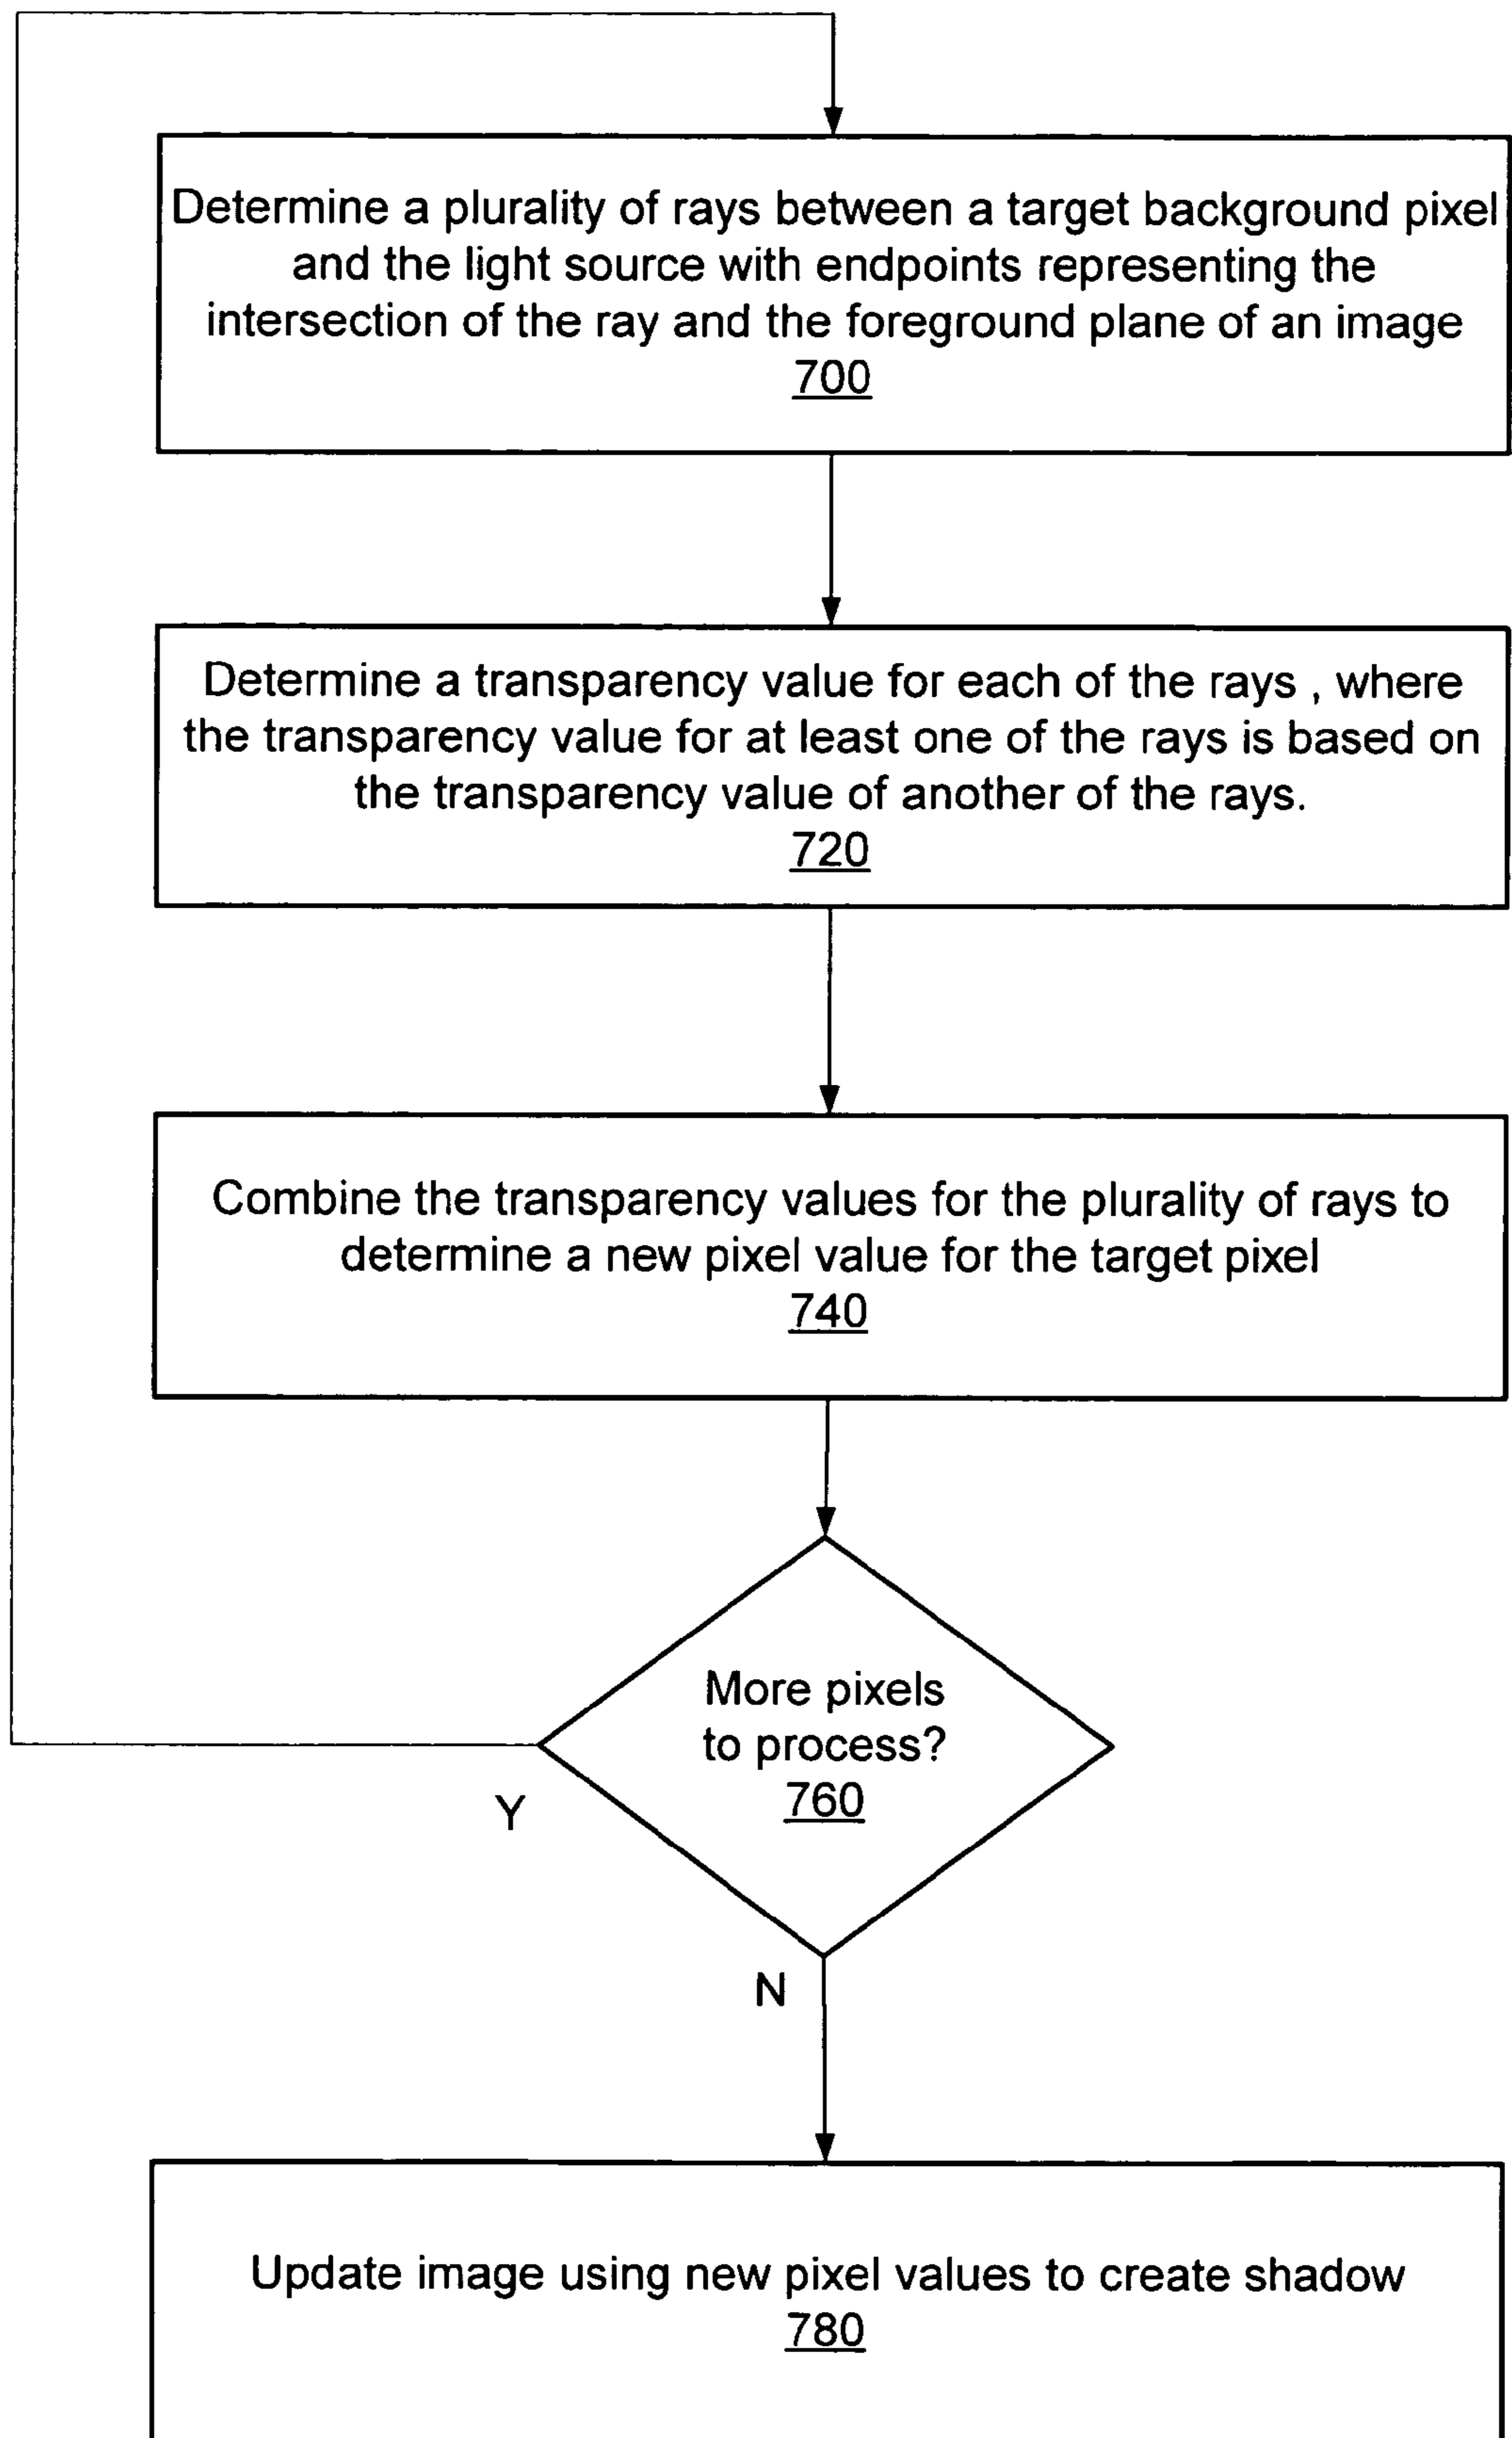 Determine a plurality of rays between a target background pixel
and the light source with endpoints representing the
intersection of the ray and the foreground plane of an image
700
Determine a transparency value for each of the rays , where
the transparency value for at least one of the rays is based on
the transparency value of another of the rays.
720
Combine the transparency values for the plurality of rays to
determine a new pixel value for the target pixel
740
More pixels
to process?
760
Y
N
Update image using new pixel values to create shadow
780